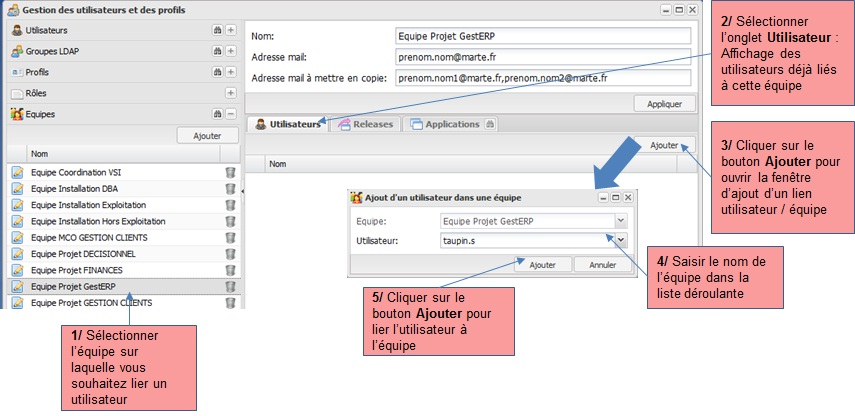 Gestion des utilisateurs et des profils
Utilisateurs
Groupes LDAP
Profils
Rôles
Equipes
Ajouter
Nom
Equipe Coordination VSI
Equipe Installation DBA
Equipe Installation Exploitation
Equipe Installation Hors Exploitation
Equipe MCO GESTION CLIENTS
Equipe Projet DECISIONNEL
Equipe Projet FINANCES
Equipe Projet GestERP
Equipe Projet GESTION CLIENTS
Nom:
Equipe Projet GestERP
Adresse mail:
prenom.nom@marte.fr
Adresse mail à mettre en copie:
prenom.nom1@marte.fr,prenom.nom2@marte.fr
Appliquer
Utilisateurs
Releases
Applications
Ajouter
Nom
Ajout d'un utilisateur dans une équipe
Equipe:
Equipe Projet GestERP
Utilisateur:
taupin.s
Ajouter
Annuler
1/ Sélectionner
l'équipe sur
laquelle vous
souhaitez lier un
utilisateur
2/ Sélectionner
l'onglet Utilisateur :
Affichage des
utilisateurs déjà liés
à cette équipe
3/ Cliquer sur le
bouton Ajouter pour
ouvrir la fenêtre
d'ajout d'un lien
utilisateur / équipe
4/ Saisir le nom de
l'équipe dans la
liste déroulante
5/ Cliquer sur le
bouton Ajouter pour
lier l'utilisateur à
l'équipe